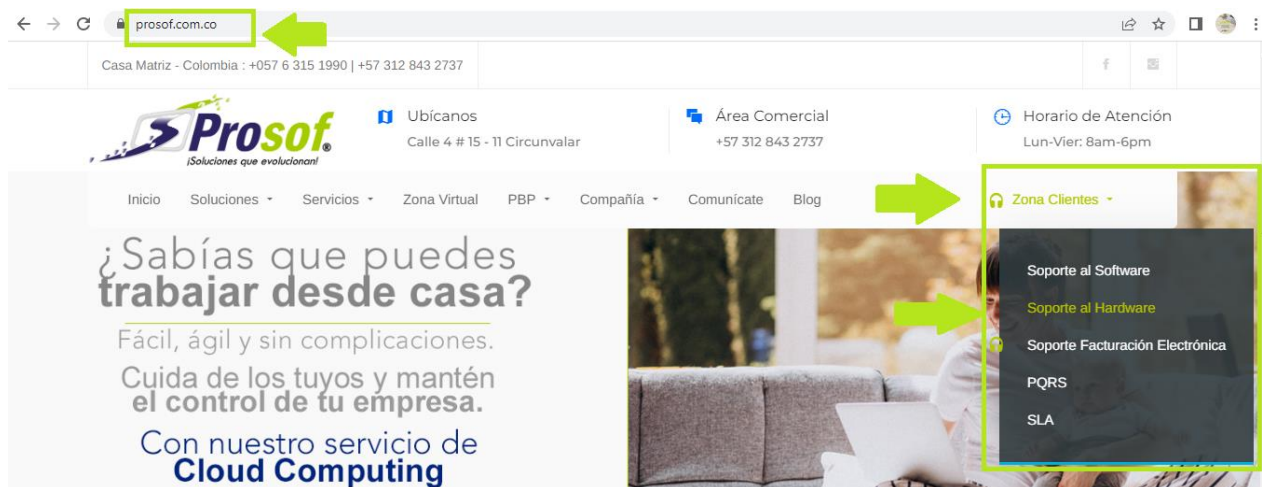 prosof.com.co
Casa Matriz - Colombia : +057 6 315 1990 | +57 312 843 2737
Prosof®
¡Soluciones que evolucionan!
Ubícanos
Calle 4 # 15 - 11 Circunvalar
Área Comercial
+57 312 843 2737
Horario de Atención
Lun-Vier: 8am-6pm
Inicio Soluciones Servicios Zona Virtual PBP Compañía Comunícate Blog Zona Clientes
¿Sabías que puedes
trabajar desde casa?
Fácil, ágil y sin complicaciones.
Cuida de los tuyos y mantén
el control de tu empresa.
Con nuestro servicio de
Cloud Computing
Soporte al Software
Soporte al Hardware
Soporte Facturación Electrónica
PQRS
SLA